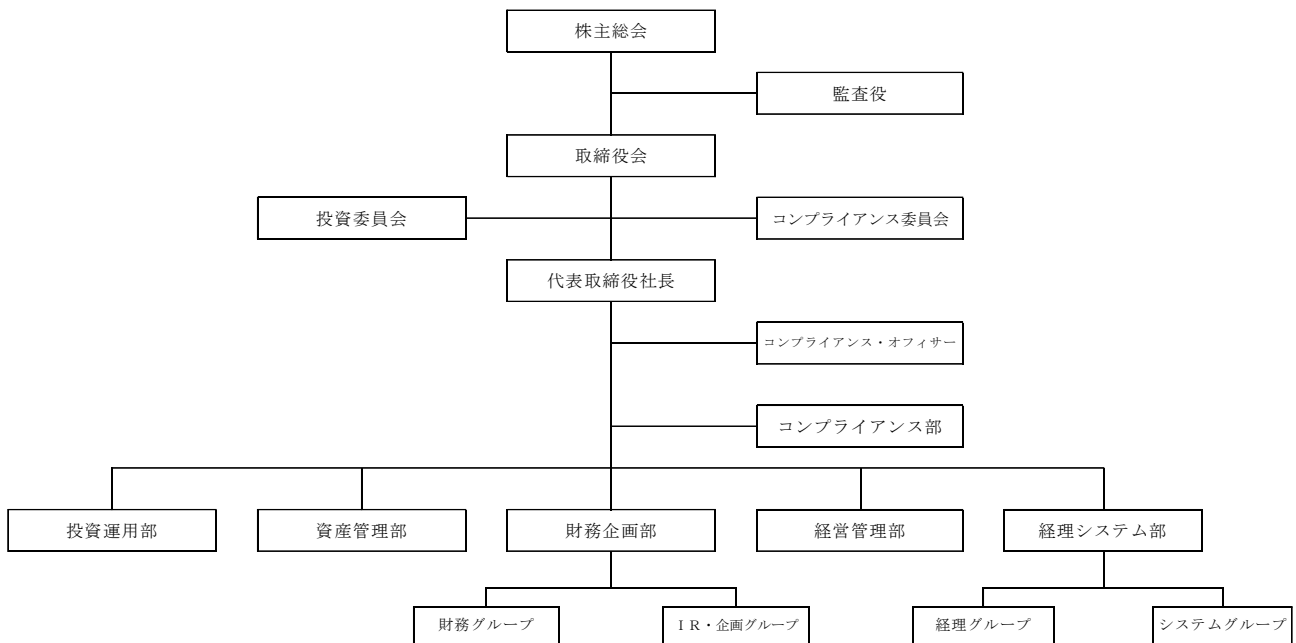 株主総会
監査役
取締役会
投資委員会
コンプライアンス委員会
代表取締役社長
コンプライアンス・オフィサー
コンプライアンス部
投資運用部
資産管理部
財務企画部
経営管理部
経理システム部
財務グループ
ＩＲ・企画グループ
経理グループ
システムグループ